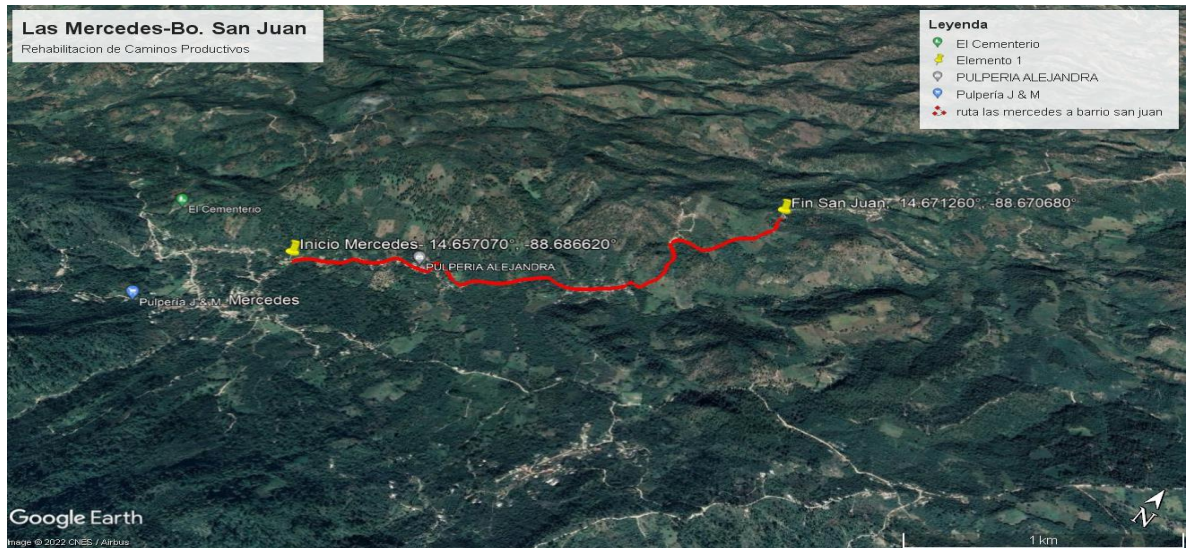 Las Mercedes-Bo. San Juan
Rehabilitacion de Caminos Productivos
Leyenda
El Cementerio
Elemento 1
PULPERIA ALEJANDRA
Pulpería J & M
ruta las mercedes a barrio san juan
El Cementerio
Fin San Juan, 14.671260°, -88.670680°
Inicio Mercedes- 14.657070°, -88.686620°
PULPERIA ALEJANDRA
Pulpería J & M
Mercedes
Google Earth
Image © 2022 CNES / Airbus
N
1 km